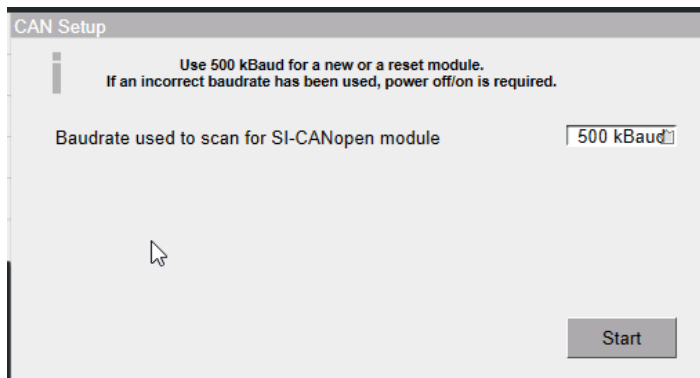 CAN Setup
Use 500 kBaud for a new or a reset module.
If an incorrect baudrate has been used, power off/on is required.
Baudrate used to scan for SI-CANopen module
500 kBaud
Start